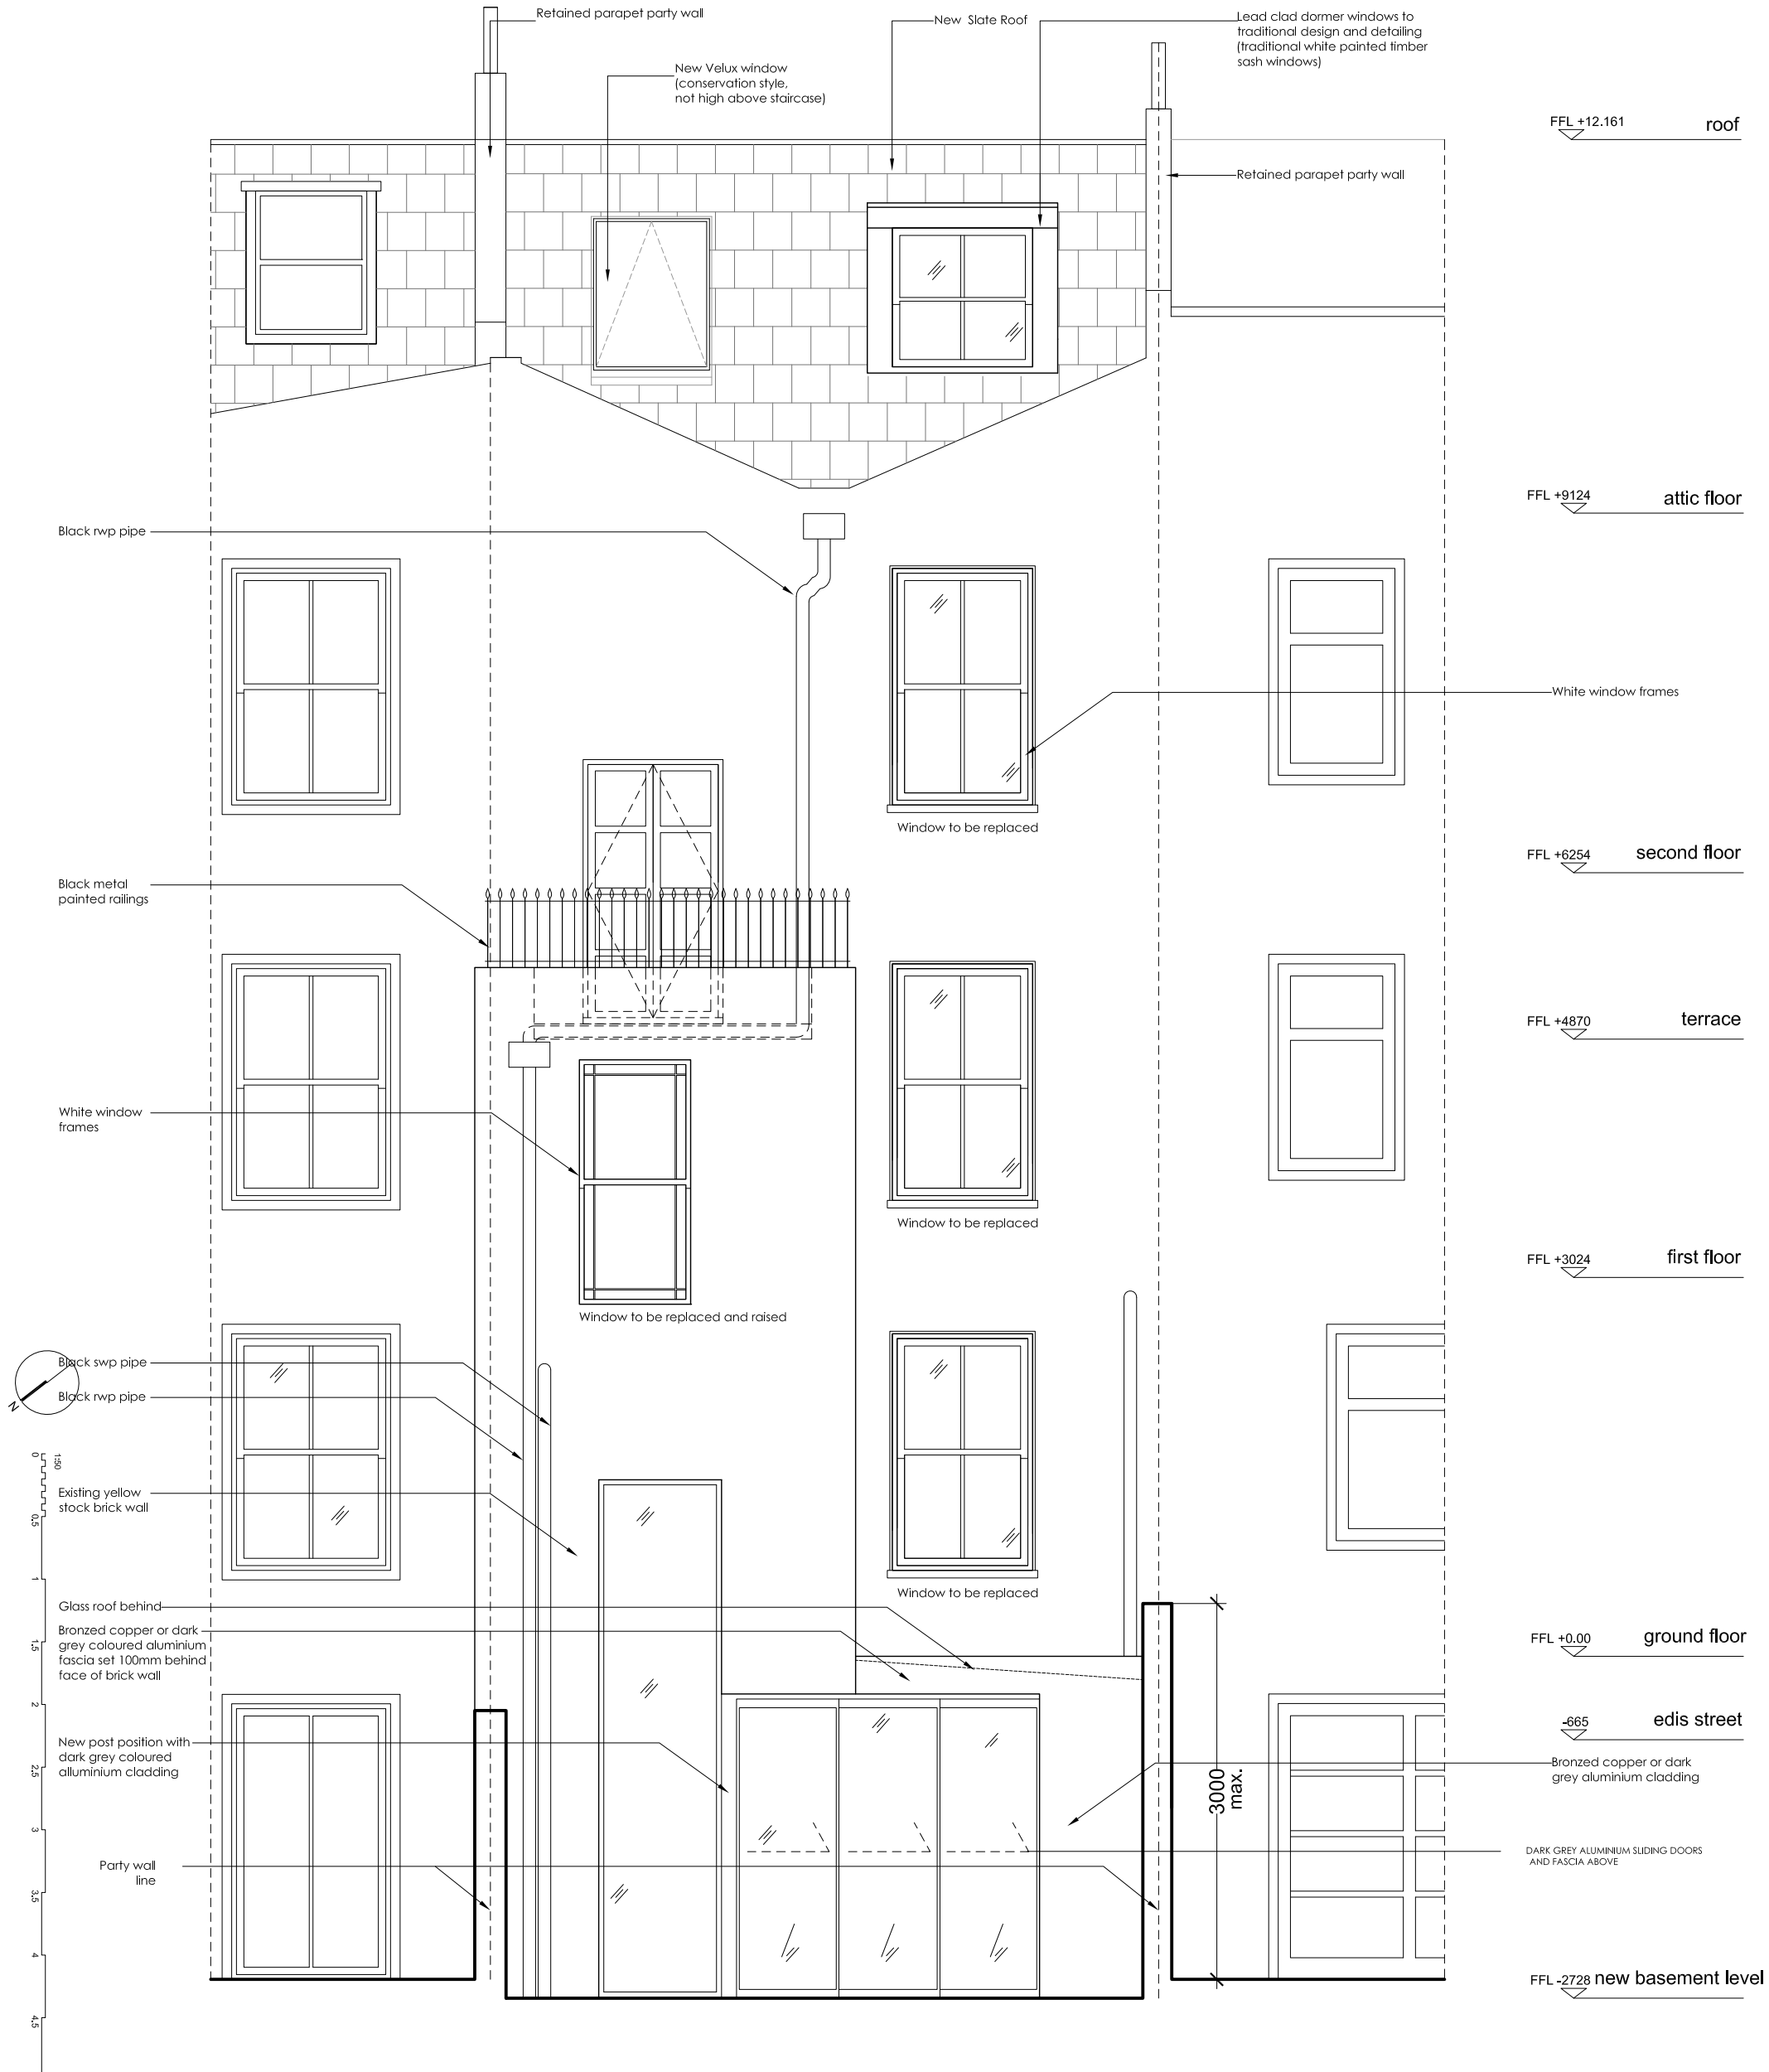 Retained parapet party wall
New Slate Roof
Lead clad dormer windows to
traditional design and detailing
(traditional white painted timber
sash windows)
New Velux window
(conservation style,
not high above staircase)
FFL +12.161 roof
Retained parapet party wall
FFL +9124 attic floor
Black rwp pipe
White window frames
Window to be replaced
FFL +6254 second floor
Black metal
painted railings
FFL +4870 terrace
White window
frames
Window to be replaced
FFL +3024 first floor
Window to be replaced and raised
Black swp pipe
Black rwp pipe
N
1:50
0
0.5
1
1.5
2
2.5
3
3.5
4
4.5
Existing yellow
stock brick wall
Window to be replaced
Glass roof behind
Bronzed copper or dark
grey coloured aluminium
fascia set 100mm behind
face of brick wall
FFL +0.00 ground floor
-665 edis street
New post position with
dark grey coloured
alluminium cladding
Bronzed copper or dark
grey aluminium cladding
3000
max.
DARK GREY ALUMINIUM SLIDING DOORS
AND FASCIA ABOVE
Party wall
line
FFL -2728 new basement level